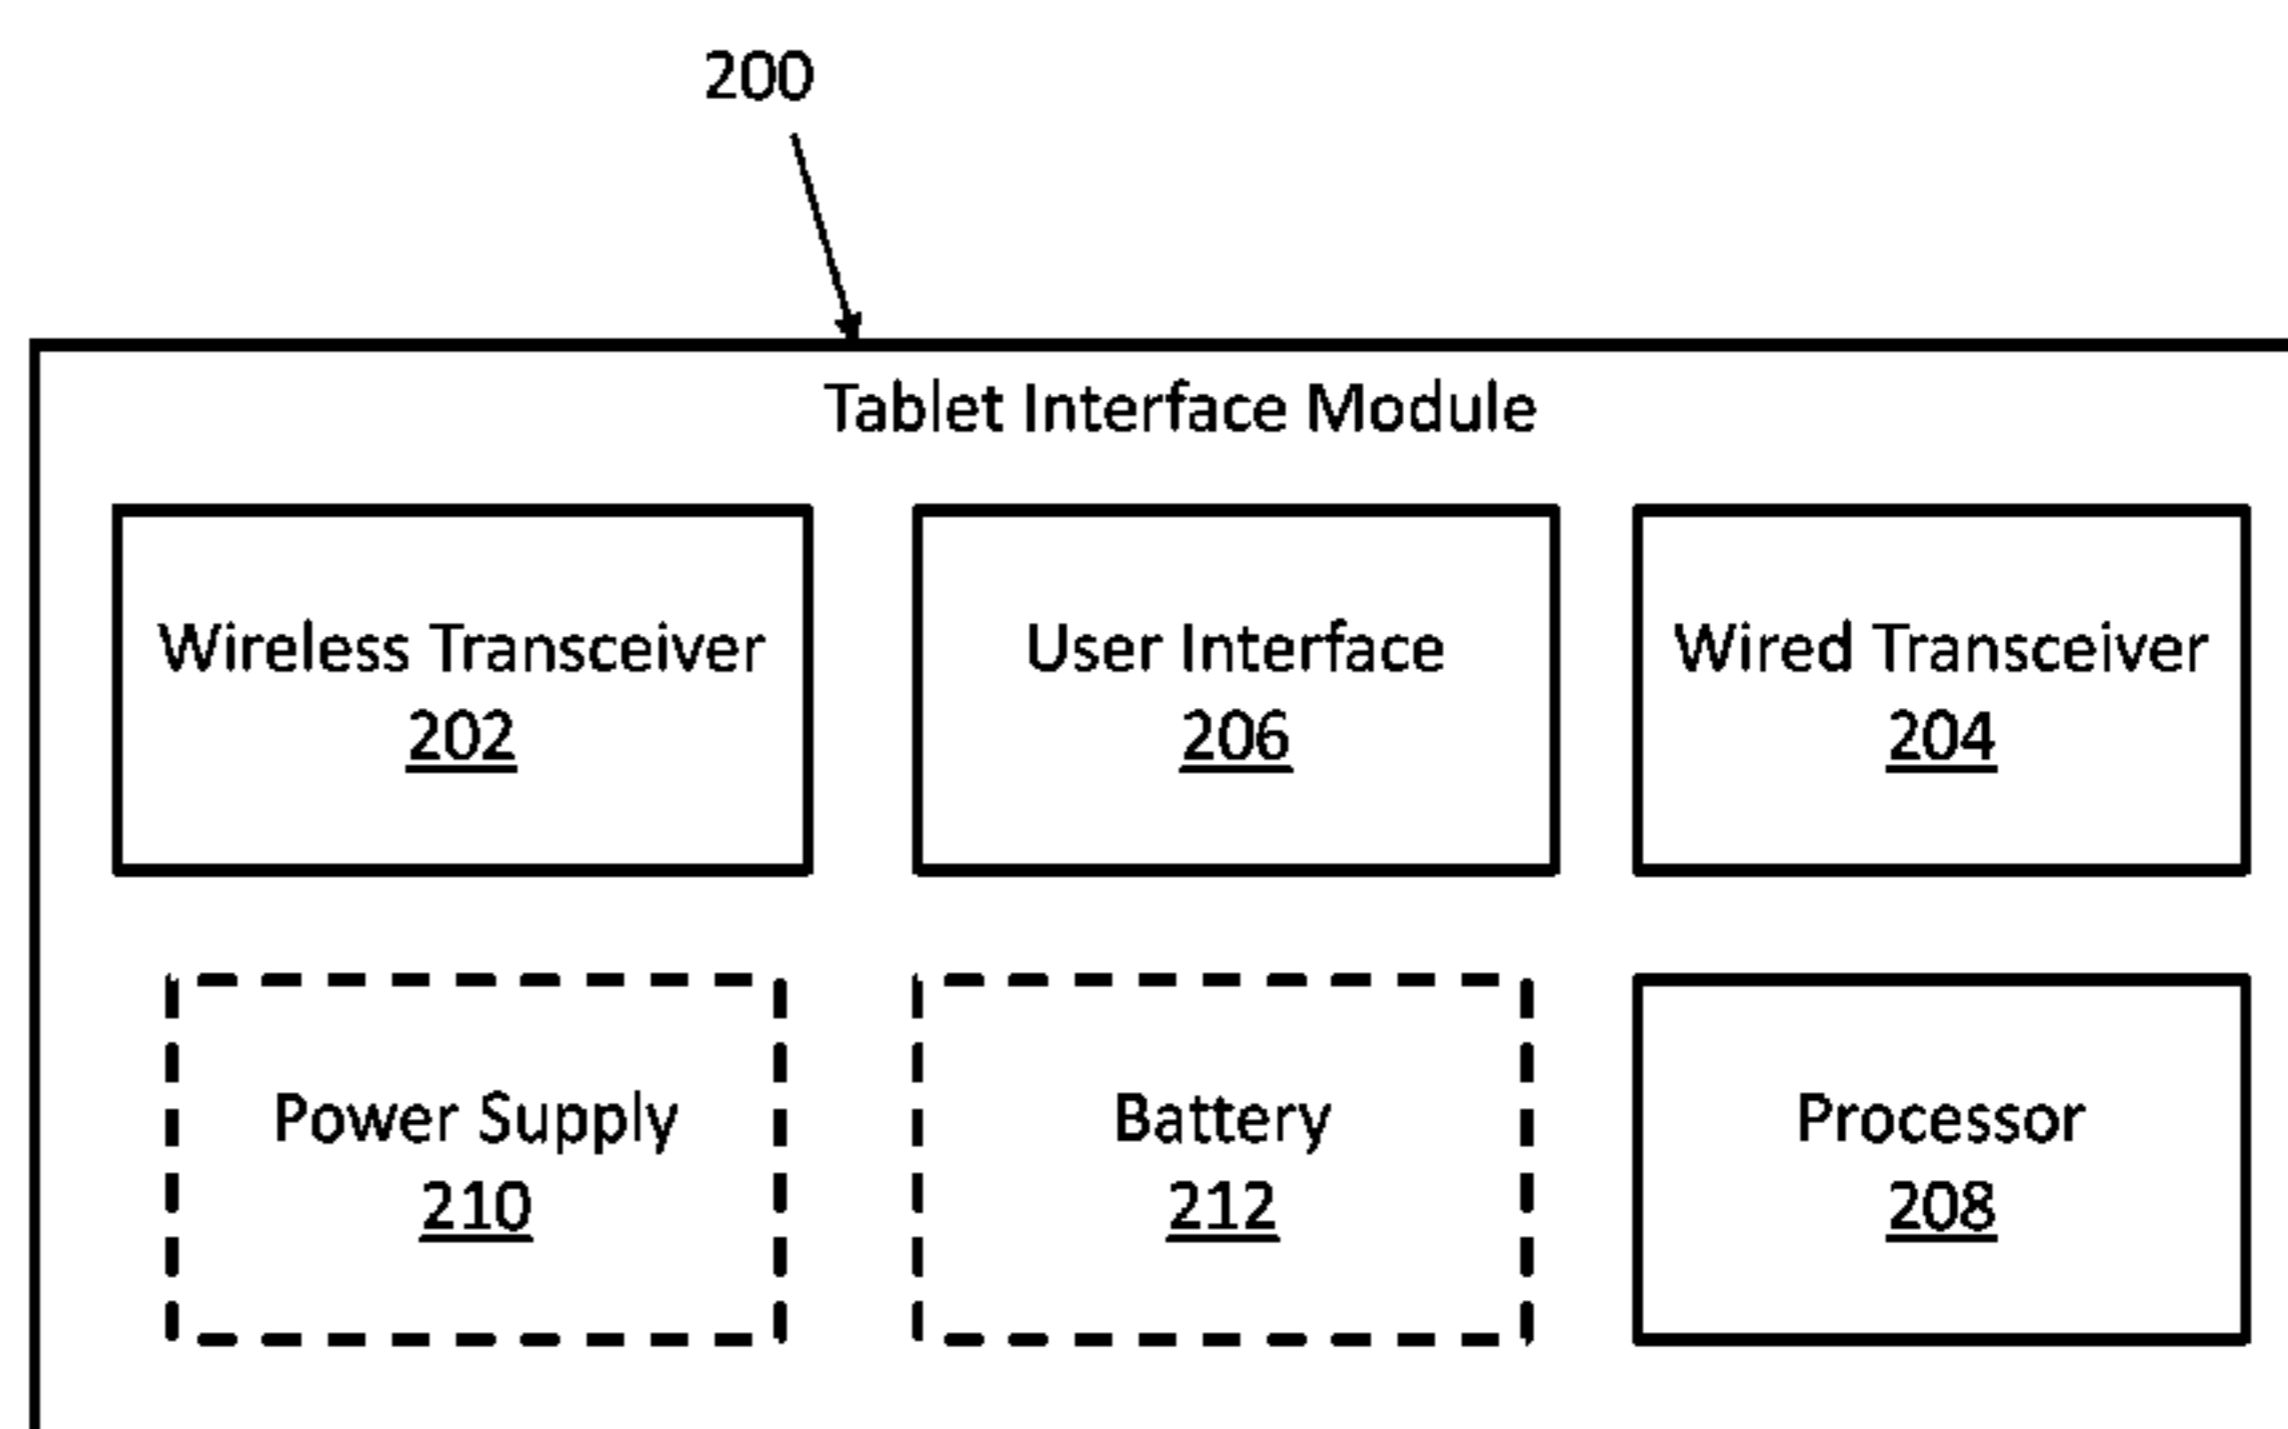 200
Tablet Interface Module
Wireless Transceiver
202
User Interface
206
Wired Transceiver
204
Power Supply
210
Battery
212
Processor
208